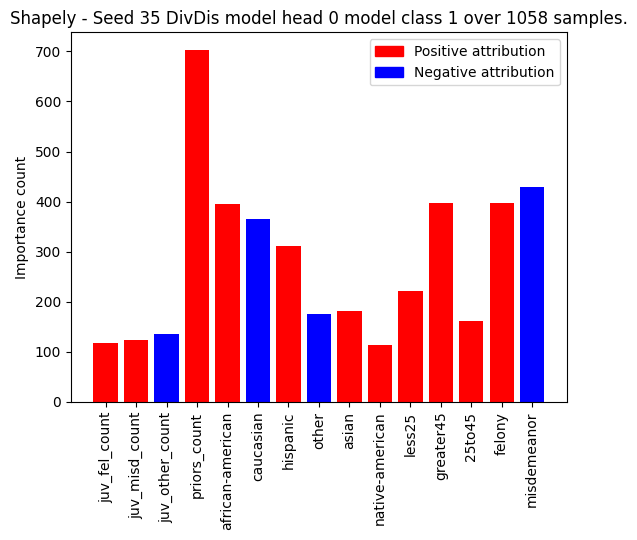 Shapely - Seed 35 DivDis model head 0 model class 1 over 1058 samples.
Positive attribution
Negative attribution
Importance count
700
600
500
400
300
200
100
0
juv_fel_count
juv_misd_count
juv_other_count
priors_count
african-american
caucasian
hispanic
other
asian
native-american
less25
greater45
25to45
felony
misdemeanor